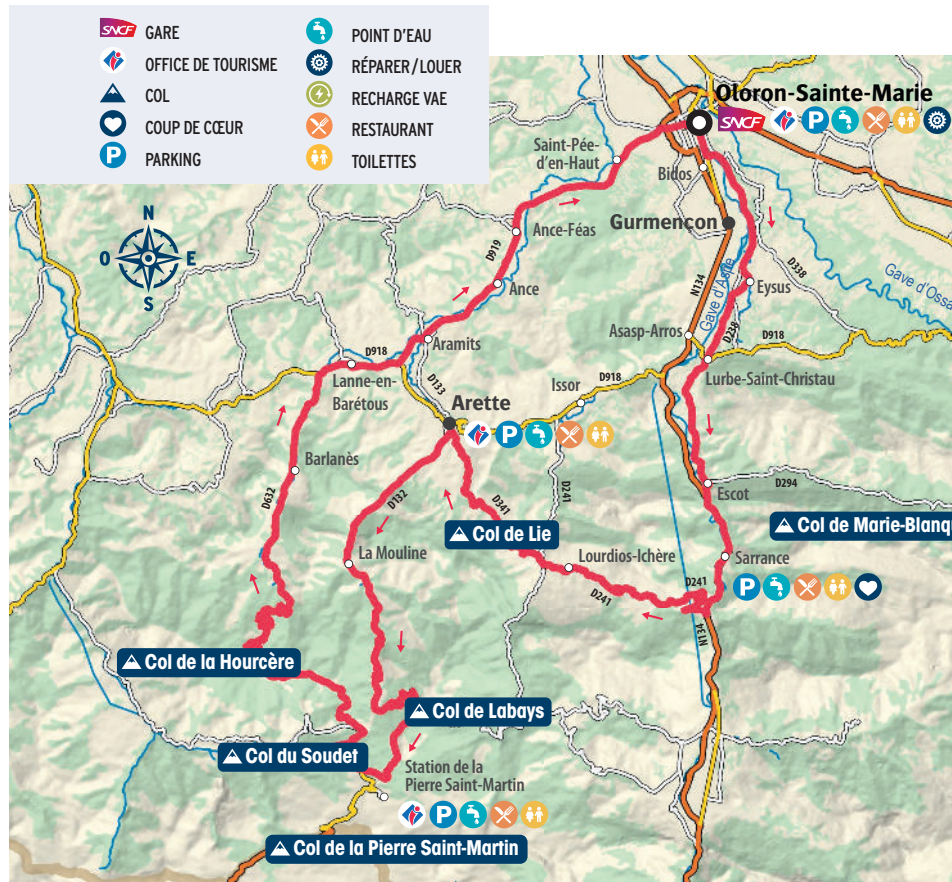 SNCF GARE
OFFICE DE TOURISME
COL
COUP DE CŒUR
P PARKING
POINT D'EAU
RÉPARER/LOUER
RECHARGE VAE
RESTAURANT
TOILETTES
Oloron-Sainte-Marie
SNCF P
Saint-Pée-
d'en-Haut
Bidos
N
O E
S
Ance-Féas
Gurmençon
D919
D338
Gave d'Ossa
N134
Gave d'Aspe
Ance
Eysus
D238
Asasp-Arros
Aramits
D918
D918
Lurbe-Saint-Christau
Lanne-en-
Barétous
D133
Issor
D918
Arette
P
Barlanès
D632
D132
D341
D241
Escot
D294
Col de Lie
Col de Marie-Blanq
La Mouline
Lourdios-Ichère
Sarrance
D241
D241
P
N134
Col de la Hourcère
Col de Labays
Col du Soudet
Station de la
Pierre Saint-Martin
P
Col de la Pierre Saint-Martin